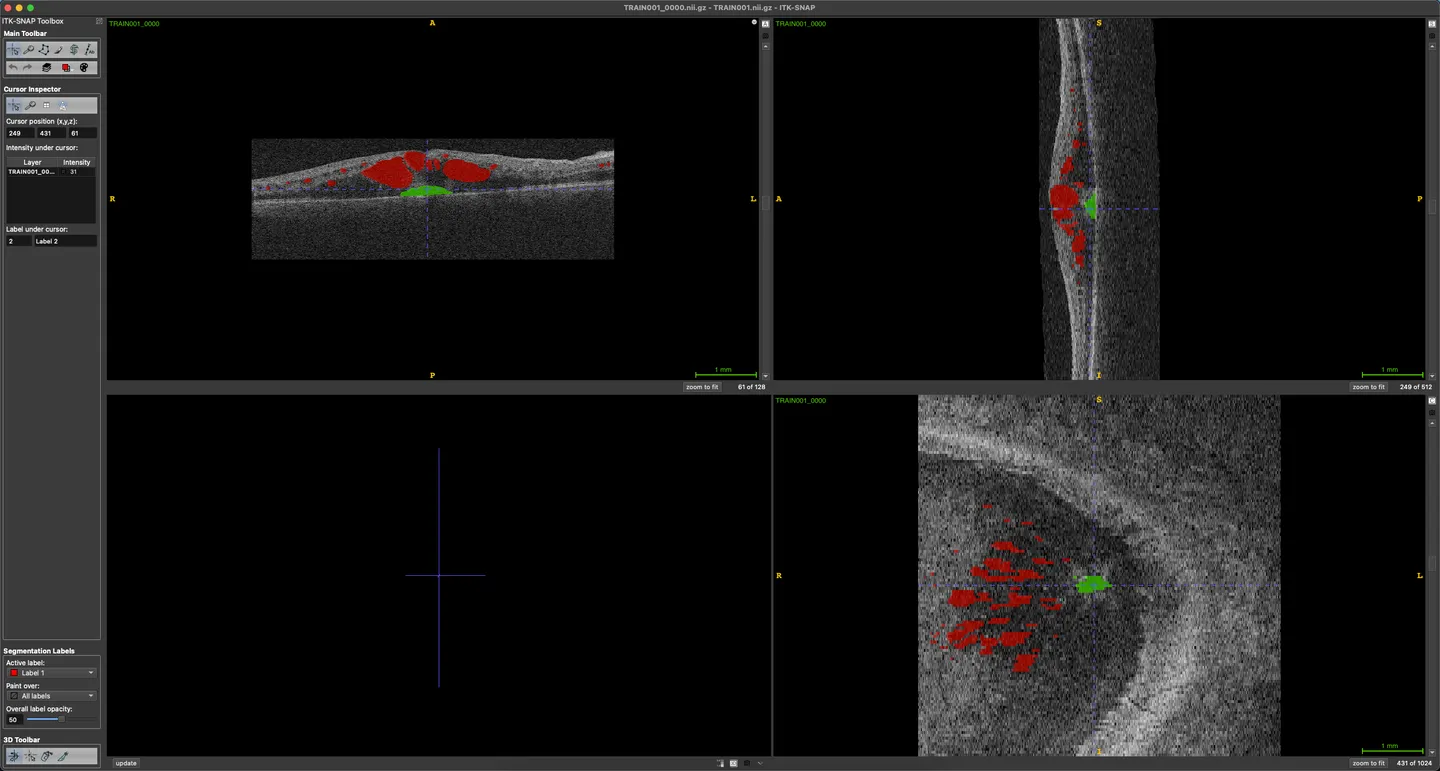 TRAIN001_0000.nii.gz - TRAIN001.nii.gz - ITK-SNAP
ITK-SNAP Toolbox
Main Toolbar
Cursor Inspector
Cursor position (x,y,z):
249 431 61
Intensity under cursor:
Layer Intensity
TRAIN001_00... 31
Label under cursor:
2 Label 2
Segmentation Labels
Active label:
Label 1
Paint over:
All labels
Overall label opacity:
50
3D Toolbar
TRAIN001_0000
A
R
L
P
1 mm
zoom to fit 61 of 128
TRAIN001_0000
S
A
P
I
1 mm
zoom to fit 249 of 512
update
TRAIN001_0000
S
R
L
I
1 mm
zoom to fit 431 of 1024